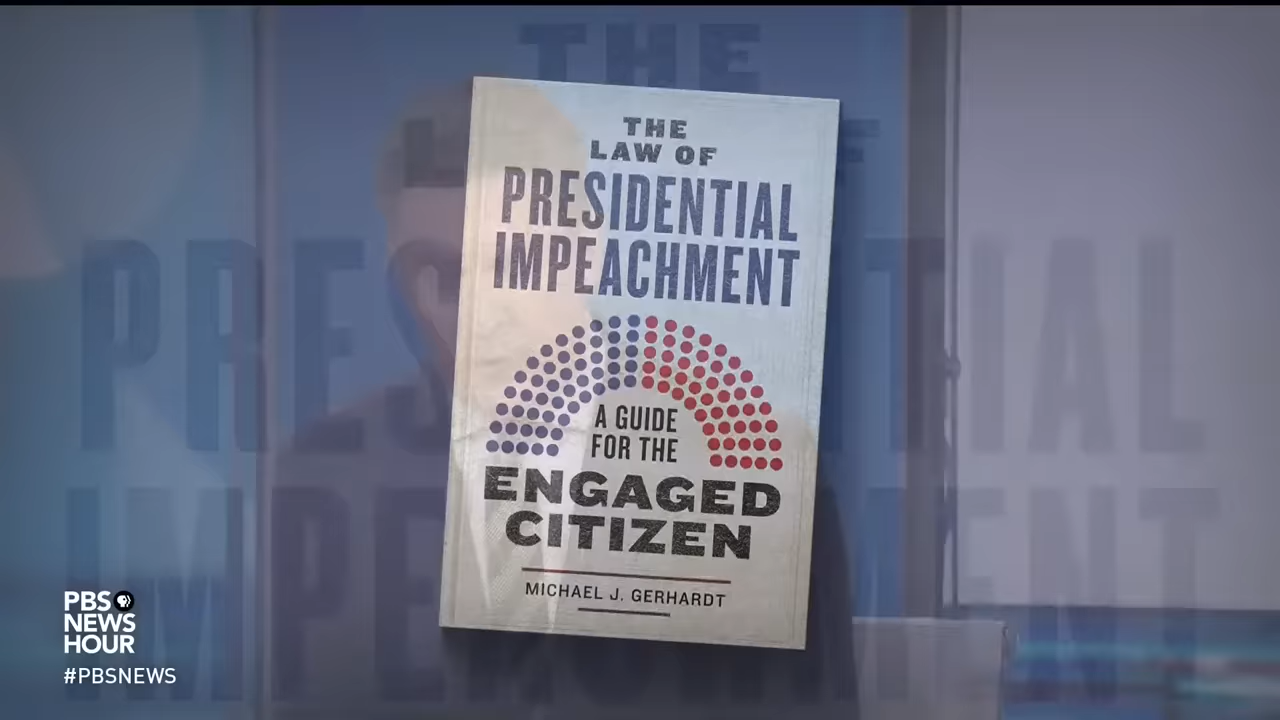 THE
LAW OF
PRESIDENTIAL
IMPEACHMENT
A GUIDE
FOR THE
ENGAGED
CITIZEN
MICHAEL J. GERHARDT
PBS
NEWS
HOUR
#PBSNEWS